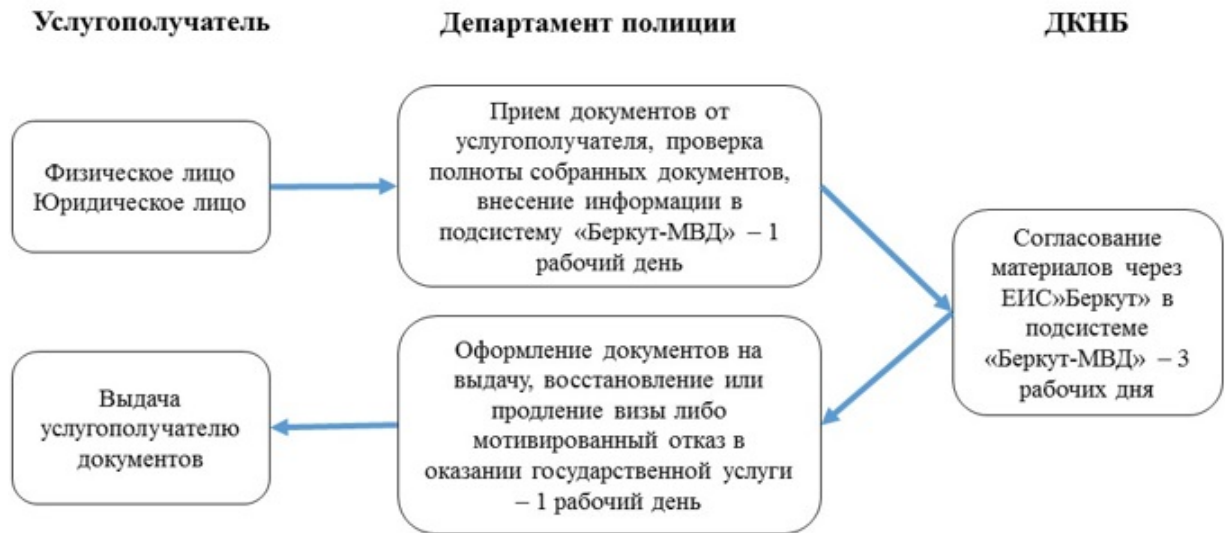 Услугополучатель
Департамент полиции
ДКНБ
Физическое лицо
Юридическое лицо
Прием документов от
услугополучателя, проверка
полноты собранных документов,
внесение информации в
подсистему «Беркут-МВД» – 1
рабочий день
Согласование
материалов через
ЕИС»Беркут» в
подсистеме
«Беркут-МВД» – 3
рабочих дня
Оформление документов на
выдачу, восстановление или
продление визы либо
мотивированный отказ в
оказании государственной услуги
– 1 рабочий день
Выдача
услугополучателю
документов